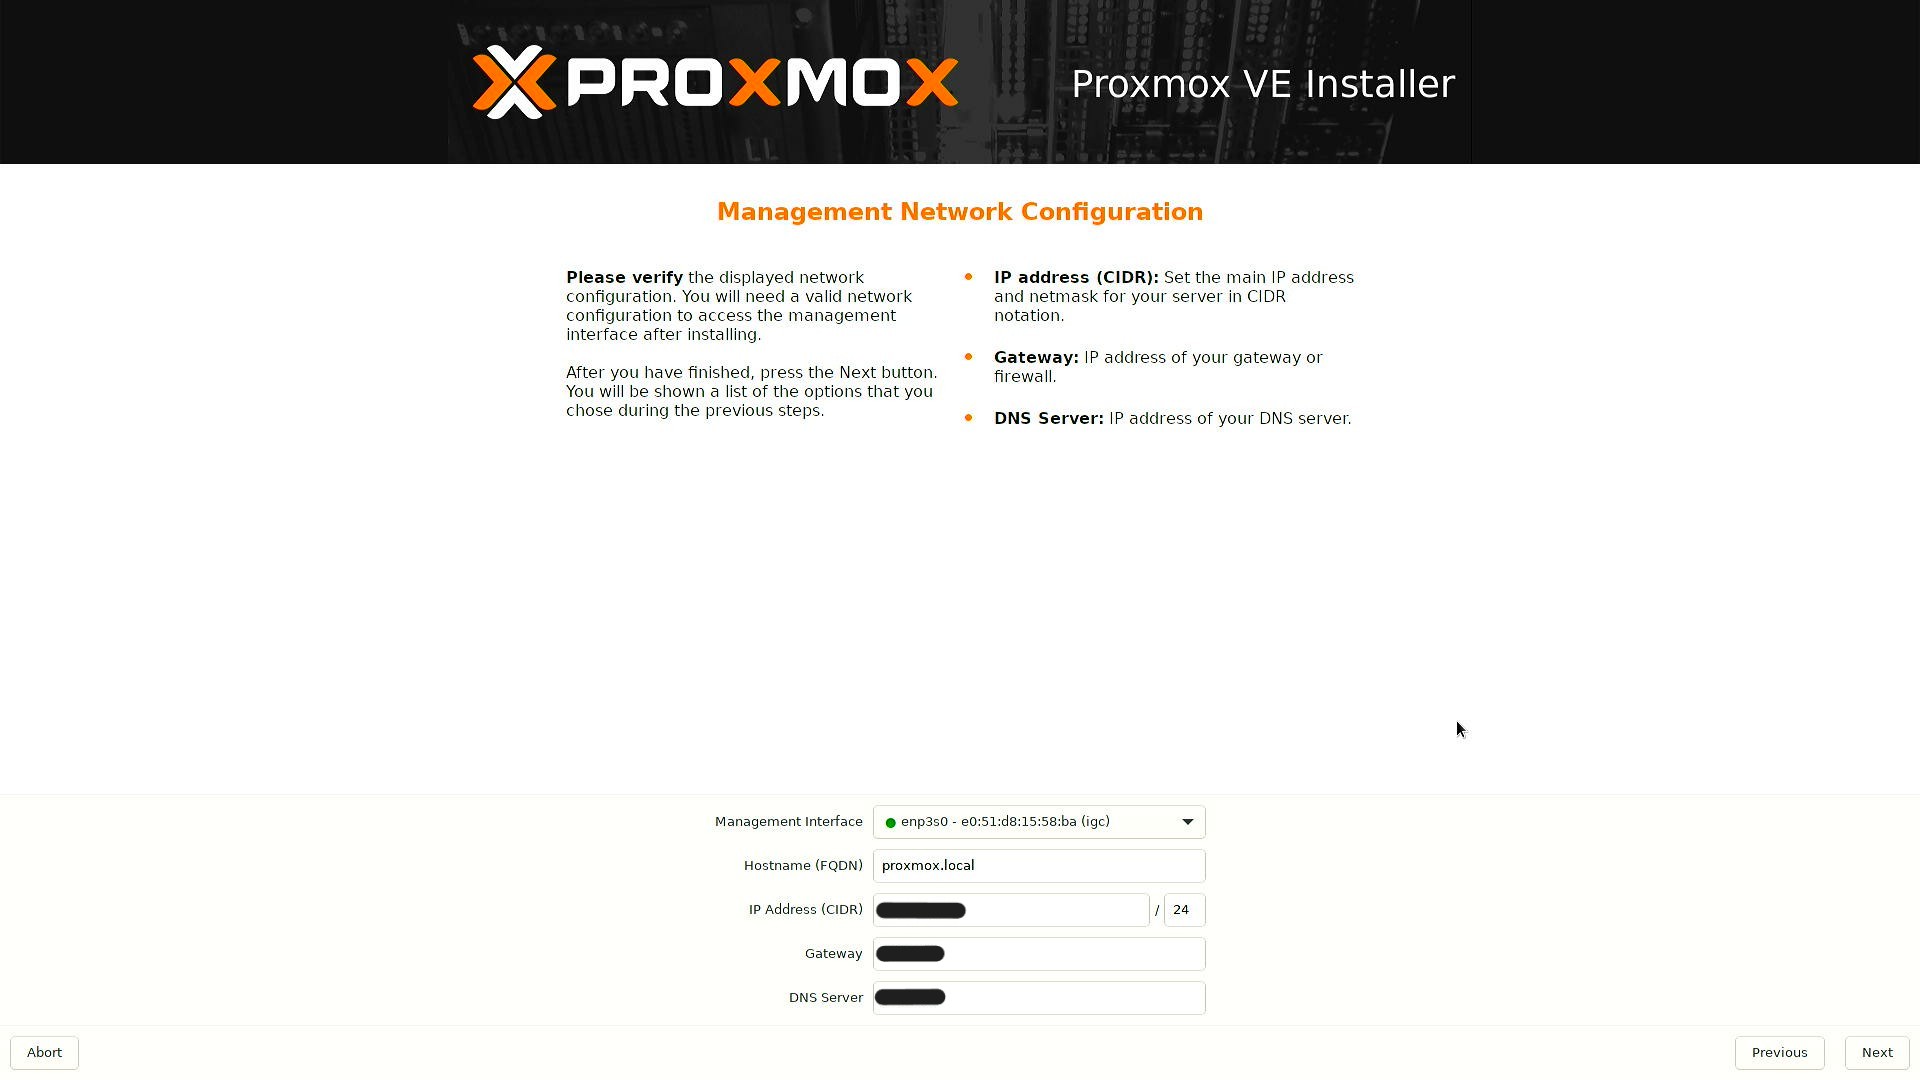 PROXMOX
Proxmox VE Installer
Management Network Configuration
Please verify the displayed network
configuration. You will need a valid network
configuration to access the management
interface after installing.
After you have finished, press the Next button.
You will be shown a list of the options that you
chose during the previous steps.
IP address (CIDR): Set the main IP address
and netmask for your server in CIDR
notation.
Gateway: IP address of your gateway or
firewall.
DNS Server: IP address of your DNS server.
Management Interface enp3s0 - e0:51:d8:15:58:ba (igc)
Hostname (FQDN) proxmox.local
IP Address (CIDR) / 24
Gateway
DNS Server
Abort Previous Next